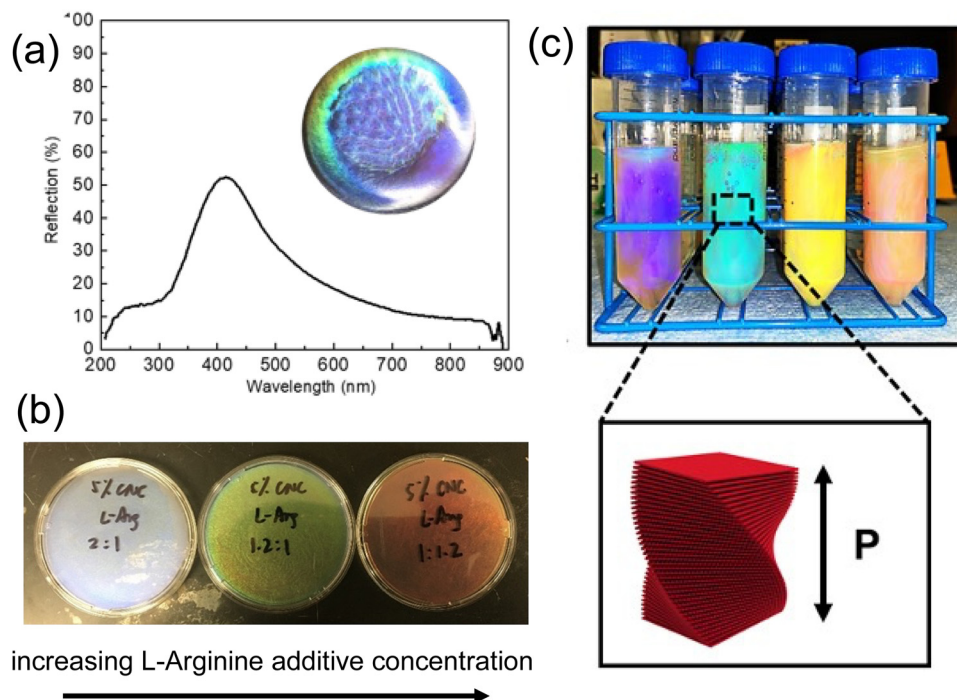 (a)
100
90
80
70
60
50
40
30
20
10
0
Reflection (%)
200 300 400 500 600 700 800 900
Wavelength (nm)
(b)
5% CNC
L-Arg
2:1
5% CNC
L-Arg
1.2:1
5% CNC
L-Arg
1:1.2
increasing L-Arginine additive concentration
(c)
P